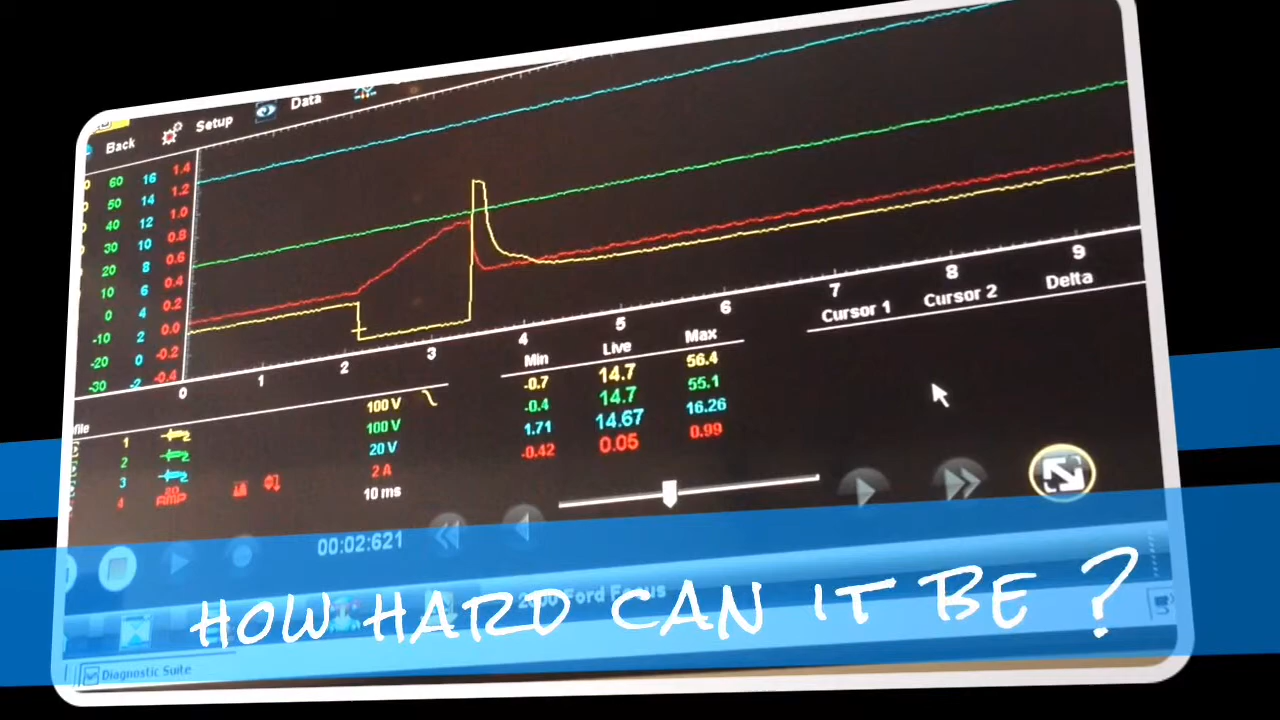 Back Setup Data
60 16 1.4
50 14 1.2
40 12 1.0
30 10 0.8
20 8 0.6
10 6 0.4
0 4 0.2
-10 2 0.0
-20 0 -0.2
-30 -2 -0.4
0 1 2 3 4 5 6 7 8 9
Min Live Max Cursor 1 Cursor 2 Delta
1 100 V -0.7 14.7 56.4
2 100 V -0.4 14.7 55.1
3 20 V 1.71 14.67 16.26
4 20 AMP 2 A -0.42 0.05 0.99
10 ms
00:02:621
Ford Focus
HOW HARD CAN IT BE ?
Diagnostic Suite